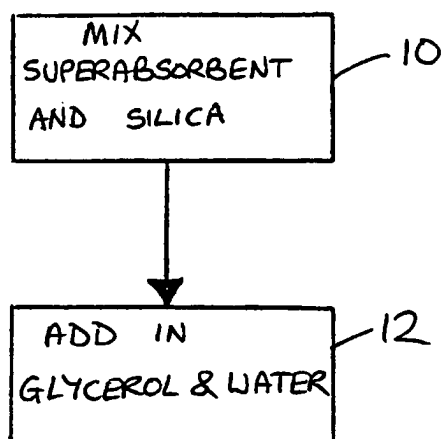 MIX
SUPERABSORBENT
AND SILICA
10
ADD IN
GLYCEROL & WATER
12